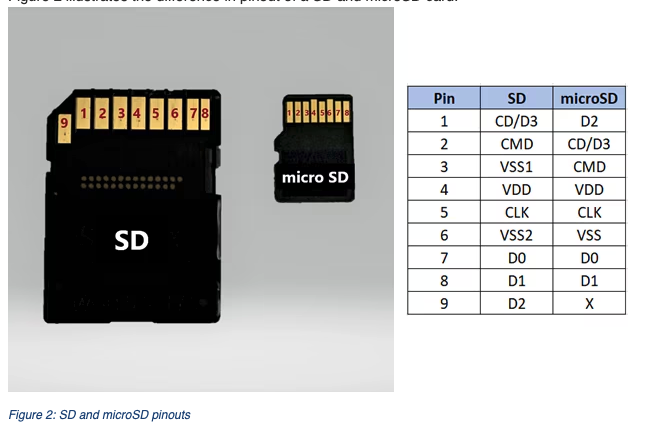 9 1 2 3 4 5 6 7 8
SD
1 2 3 4 5 6 7 8
micro SD
Pin SD microSD
1 CD/D3 D2
2 CMD CD/D3
3 VSS1 CMD
4 VDD VDD
5 CLK CLK
6 VSS2 VSS
7 D0 D0
8 D1 D1
9 D2 X
Figure 2: SD and microSD pinouts